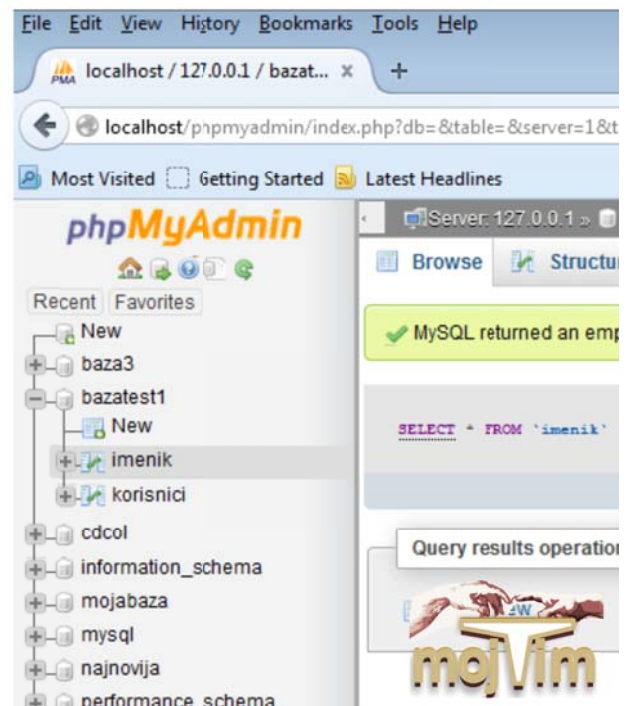 File Edit View History Bookmarks Tools Help
PMA localhost / 127.0.0.1 / bazat... x +
localhost/phpmyadmin/index.php?db=&table=&server=1&t
Most Visited Getting Started Latest Headlines
phpMyAdmin
Recent Favorites
New
baza3
bazatest1
New
imenik
korisnici
cdcol
information_schema
mojabaza
mysql
najnovija
performance_schema
Server: 127.0.0.1 »
Browse Structu
MySQL returned an emp
SELECT * FROM `imenik`
Query results operation
mojTim